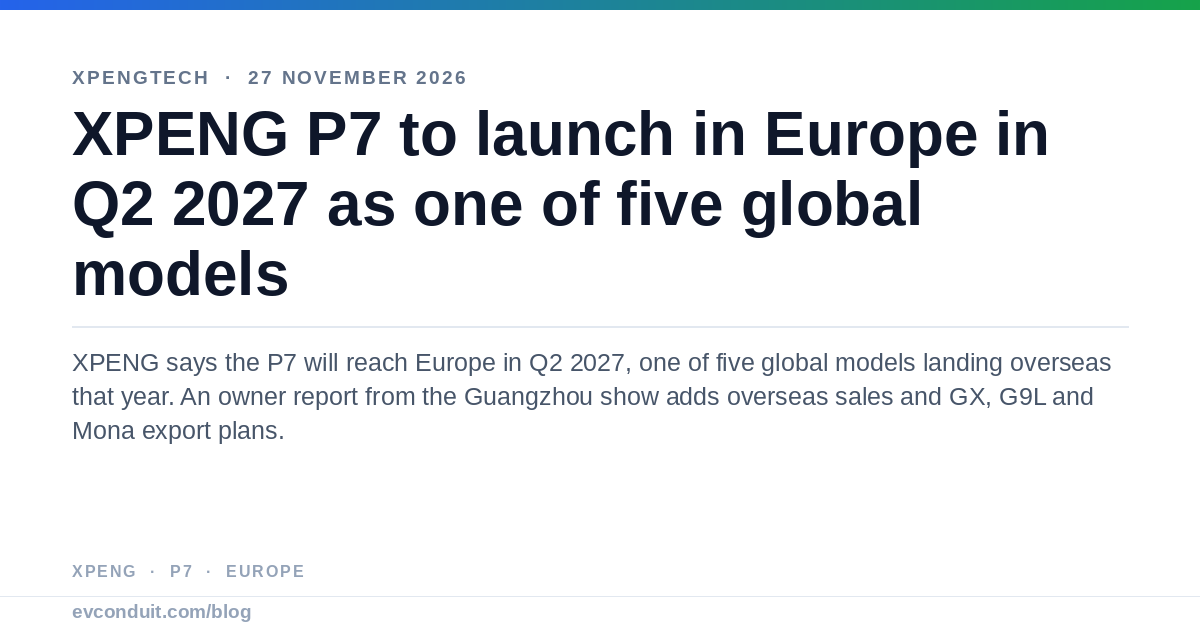 XPENGTECH · 27 NOVEMBER 2026
XPENG P7 to launch in Europe in
Q2 2027 as one of five global
models
XPENG says the P7 will reach Europe in Q2 2027, one of five global models landing overseas
that year. An owner report from the Guangzhou show adds overseas sales and GX, G9L and
Mona export plans.
XPENG · P7 · EUROPE
evconduit.com/blog